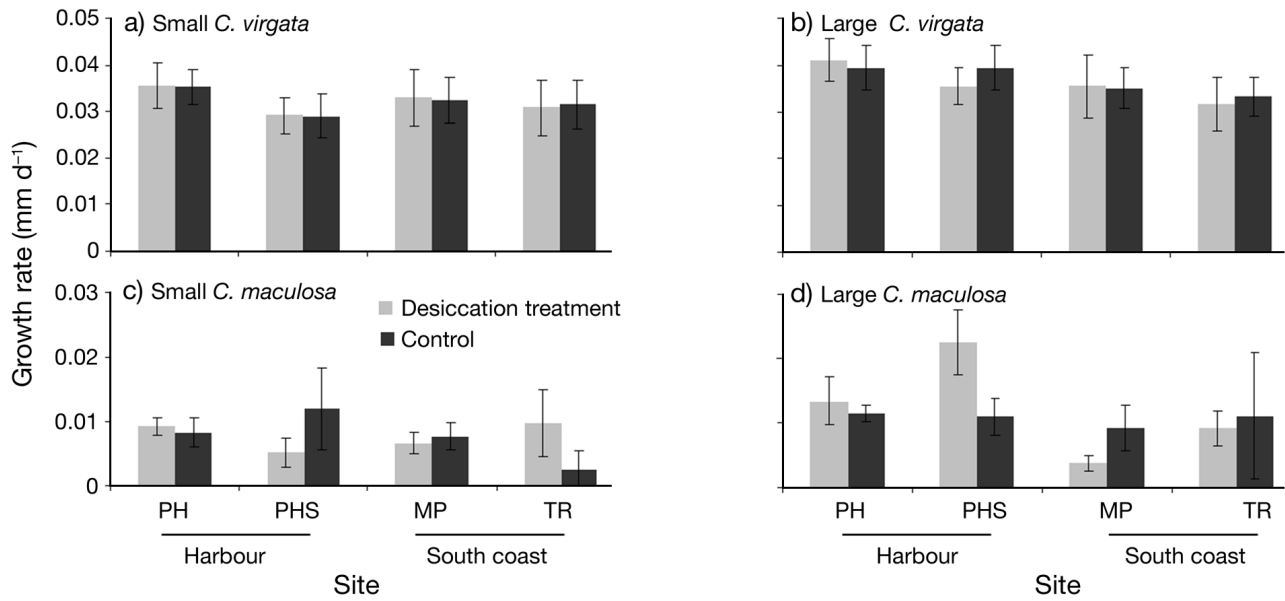 a) Small C. virgata
b) Large C. virgata
0.05
0.04
0.03
0.02
0.01
0
Growth rate (mm d⁻¹)
c) Small C. maculosa
d) Large C. maculosa
Desiccation treatment
Control
0.03
0.02
0.01
0
PH PHS MP TR
Harbour South coast
Site
PH PHS MP TR
Harbour South coast
Site